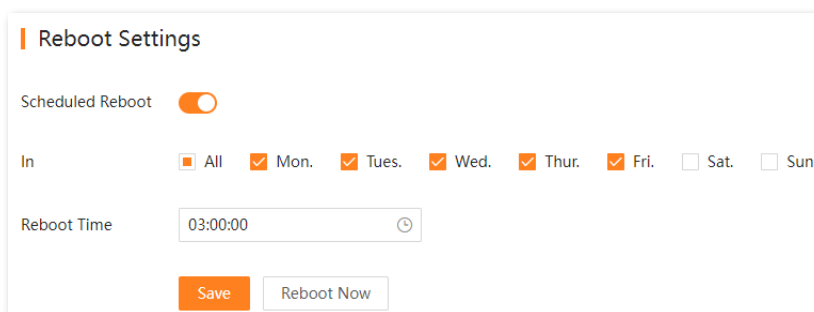 Reboot Settings
Scheduled Reboot
In All Mon. Tues. Wed. Thur. Fri. Sat. Sun
Reboot Time 03:00:00
Save Reboot Now